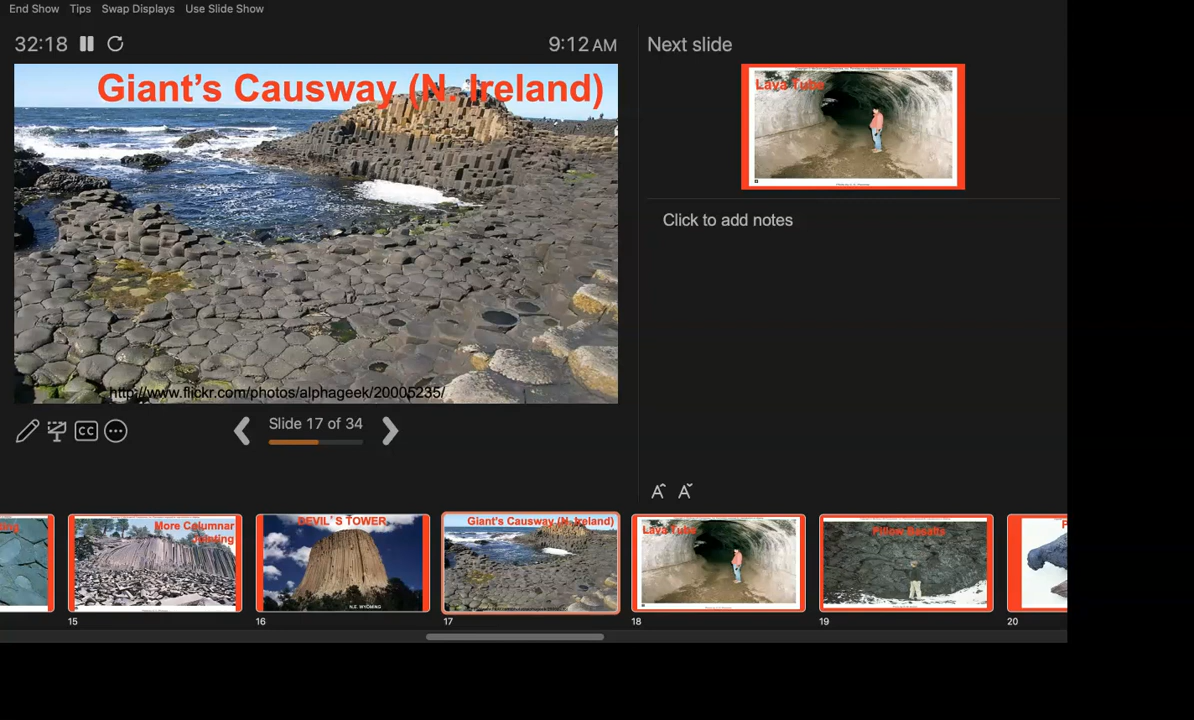 End Show Tips Swap Displays Use Slide Show
32:18
9:12 AM
Next slide
Giant's Causway (N. Ireland)
Lava Tube
Click to add notes
http://www.flickr.com/photos/alphageek/20005235/
CC
Slide 17 of 34
A A
More Columnar
Jointing
DEVIL'S TOWER
N.E. WYOMING
Giant's Causway (N. Ireland)
Lava Tube
Pillow Basalts
15
16
17
18
19
20